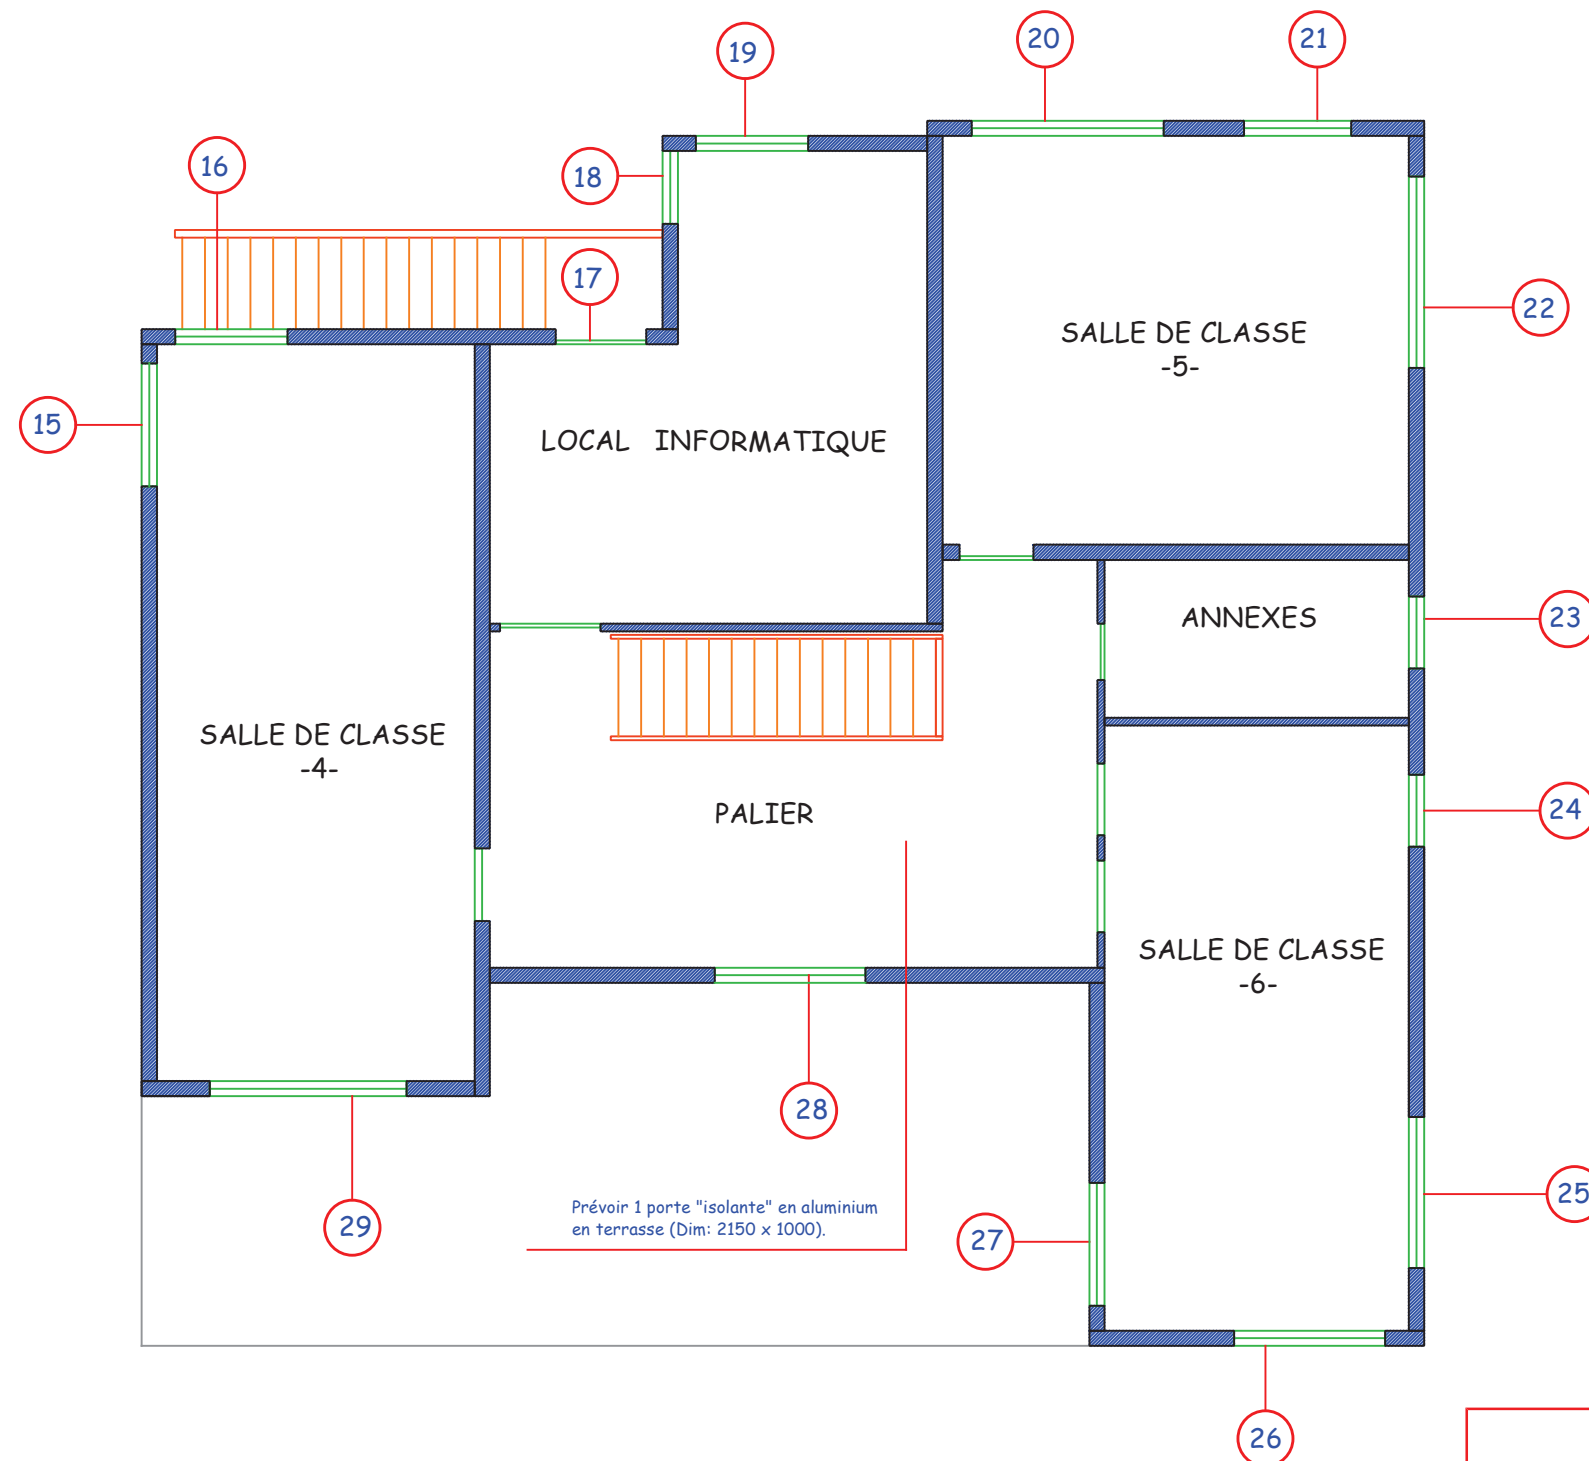 19
20
21
16
18
17
22
SALLE DE CLASSE
-5-
15
LOCAL INFORMATIQUE
ANNEXES
23
SALLE DE CLASSE
-4-
PALIER
24
SALLE DE CLASSE
-6-
28
29
Prévoir 1 porte "isolante" en aluminium
en terrasse (Dim: 2150 x 1000).
27
25
26